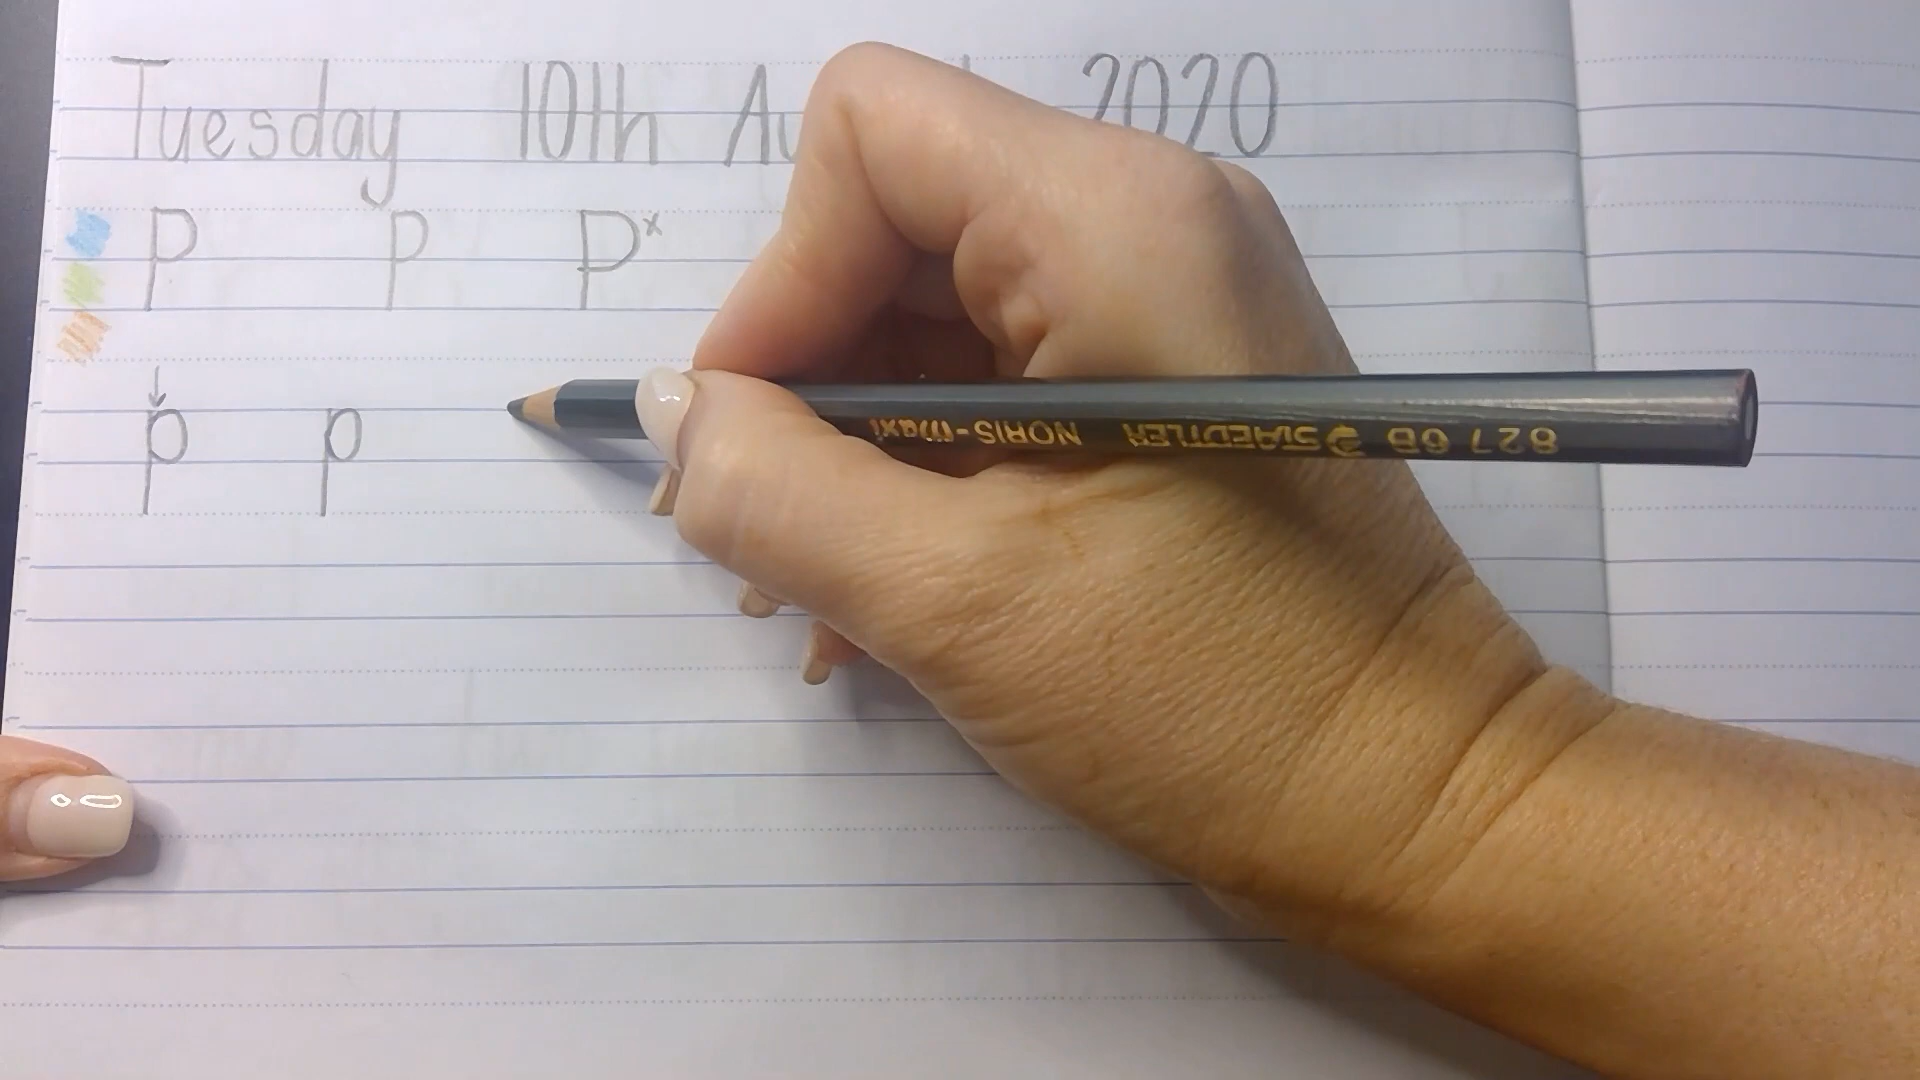 Tuesday 10th Au 2020
P P P x
p p
827 6B STAEDTLER NORIS-maxi